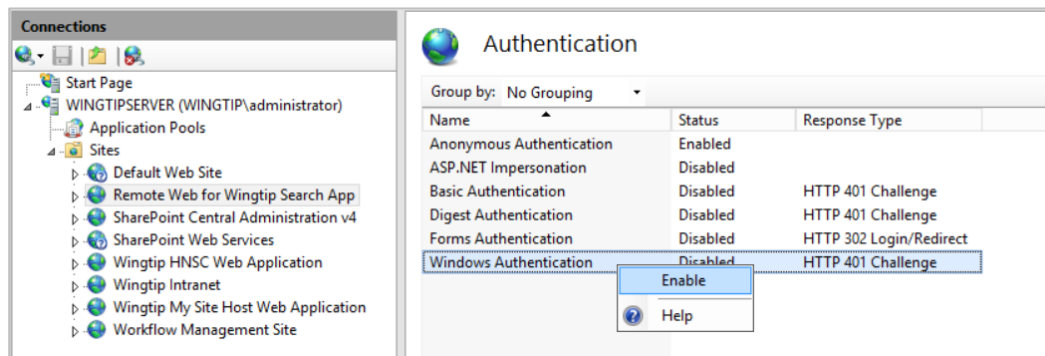 Connections
Start Page
WINGTIPSERVER (WINGTIP\administrator)
Application Pools
Sites
Default Web Site
Remote Web for Wingtip Search App
SharePoint Central Administration v4
SharePoint Web Services
Wingtip HNSC Web Application
Wingtip Intranet
Wingtip My Site Host Web Application
Workflow Management Site
Authentication
Group by: No Grouping
Name Status Response Type
Anonymous Authentication Enabled
ASP.NET Impersonation Disabled
Basic Authentication Disabled HTTP 401 Challenge
Digest Authentication Disabled HTTP 401 Challenge
Forms Authentication Disabled HTTP 302 Login/Redirect
Windows Authentication Disabled HTTP 401 Challenge
Enable
Help